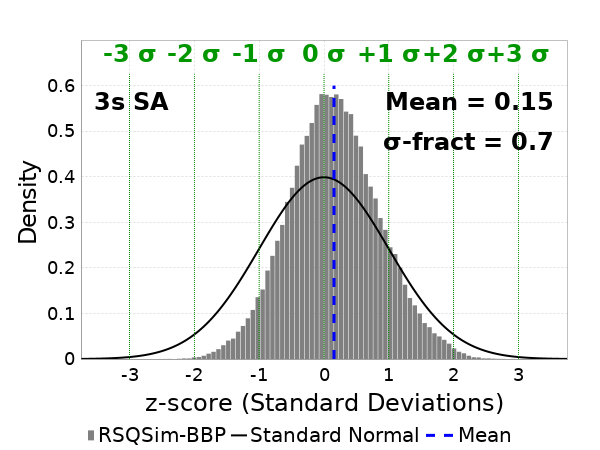 -3 σ -2 σ -1 σ 0 σ +1 σ +2 σ +3 σ
3s SA
Mean = 0.15
σ-fract = 0.7
Density
0.6
0.5
0.4
0.3
0.2
0.1
0
-3 -2 -1 0 1 2 3
z-score (Standard Deviations)
RSQSim-BBP Standard Normal Mean